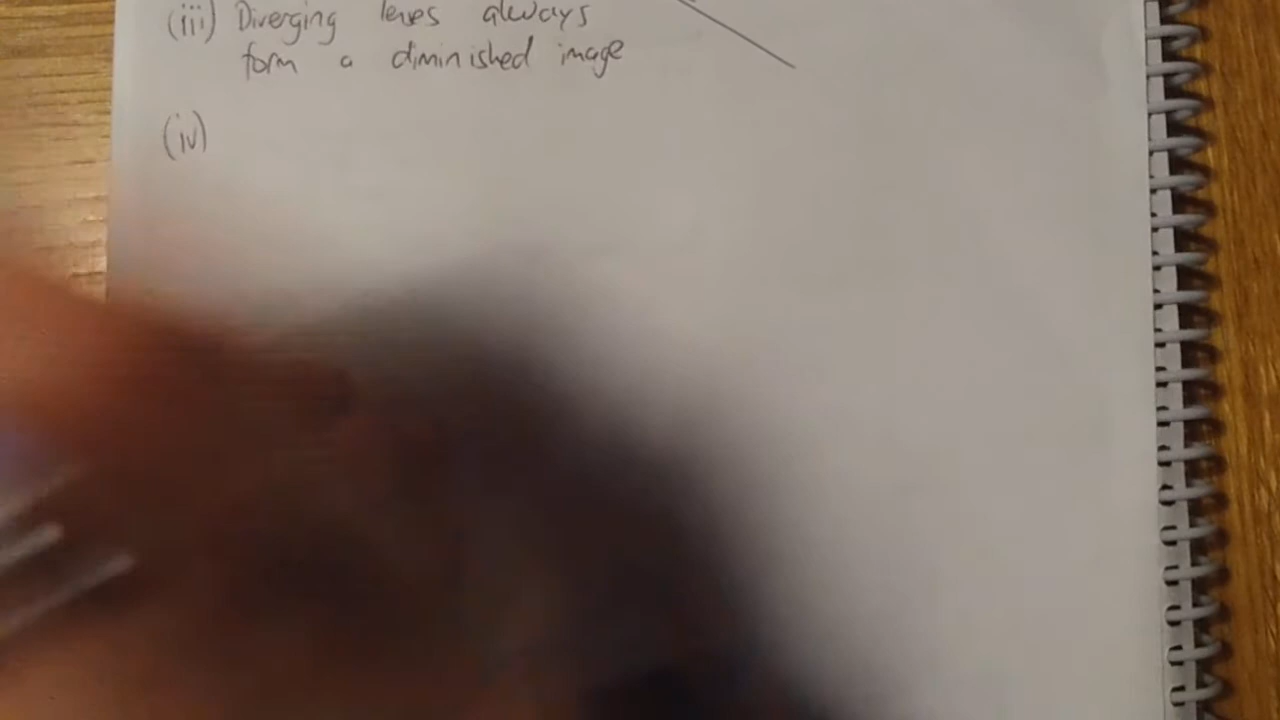 (iii) Diverging lenes always
form a diminished image
(iv)